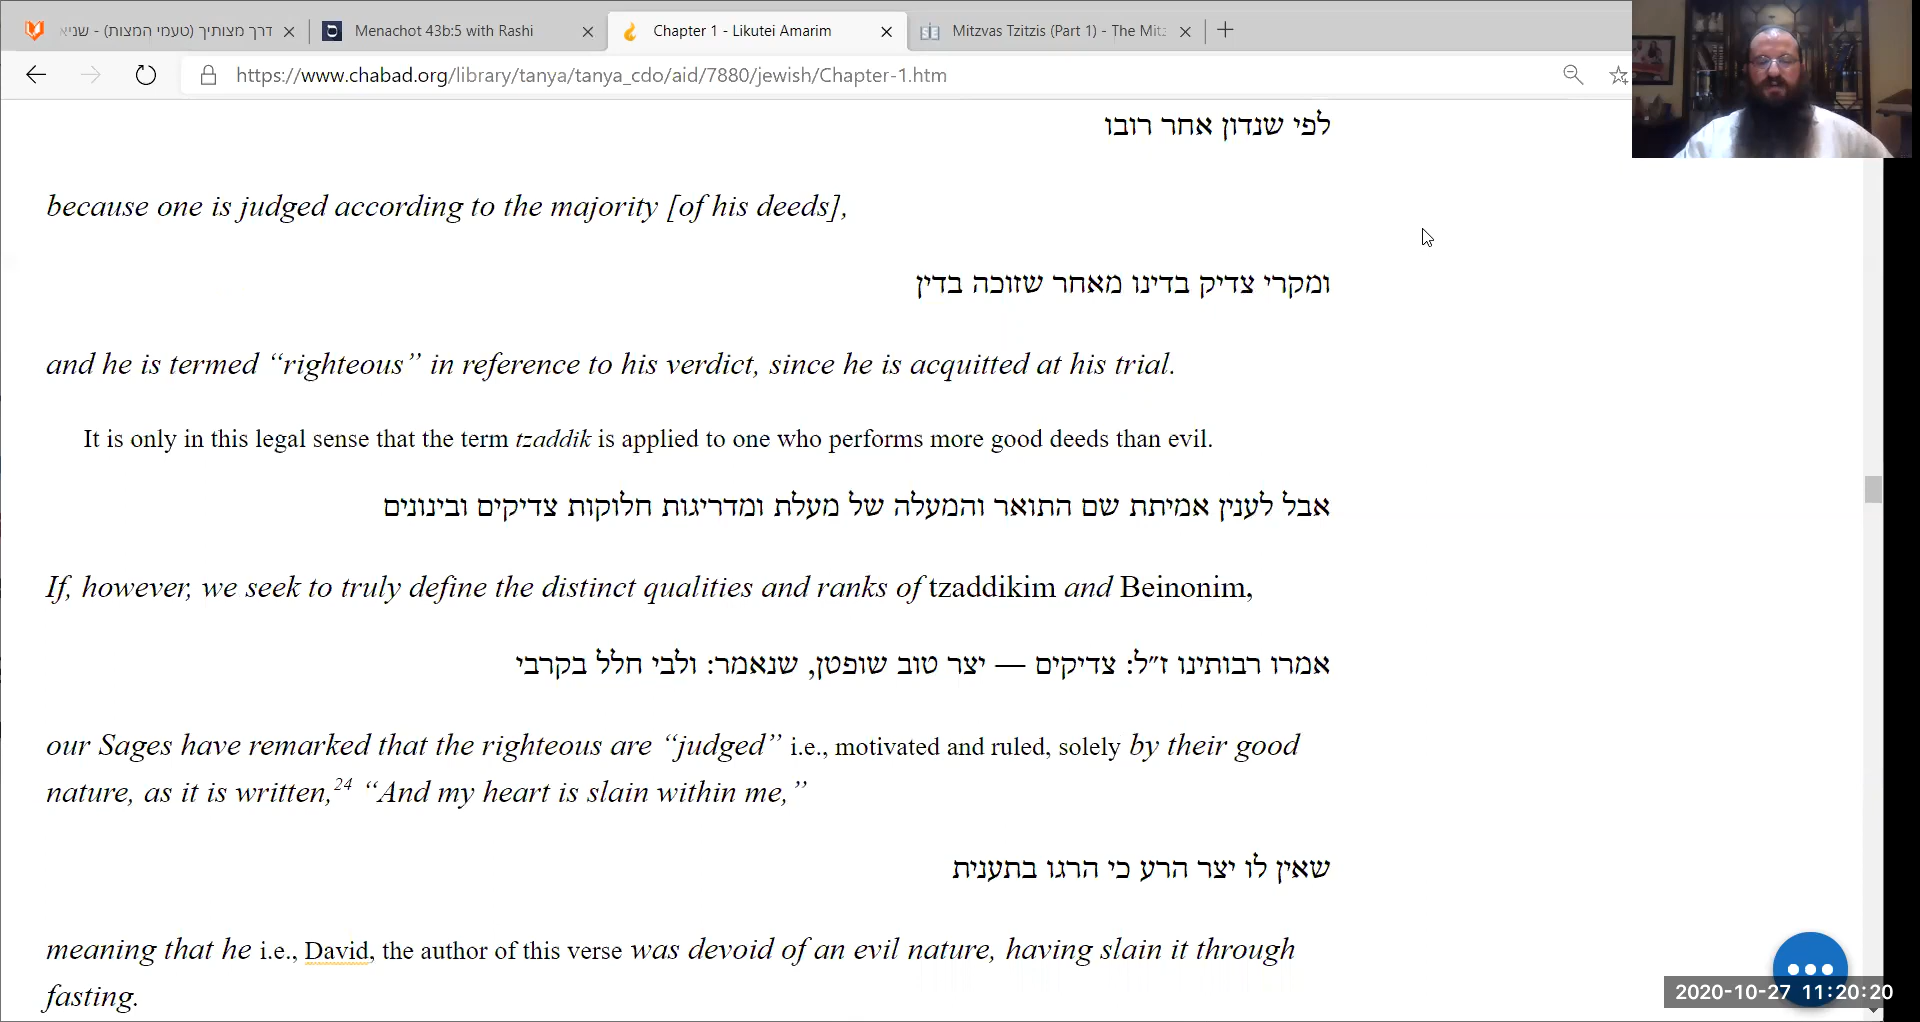 דרך מצותיך (טעמי המצות) - שניא
Menachot 43b:5 with Rashi
Chapter 1 - Likutei Amarim
Mitzvas Tzitzis (Part 1) - The Mitz
https://www.chabad.org/library/tanya/tanya_cdo/aid/7880/jewish/Chapter-1.htm
לפי שנדון אחר רובו
because one is judged according to the majority [of his deeds],
ומקרי צדיק בדינו מאחר שזוכה בדין
and he is termed “righteous” in reference to his verdict, since he is acquitted at his trial.
It is only in this legal sense that the term tzaddik is applied to one who performs more good deeds than evil.
אבל לענין אמיתת שם התואר והמעלה של מעלת ומדריגות חלוקות צדיקים ובינונים
If, however, we seek to truly define the distinct qualities and ranks of tzaddikim and Beinonim,
אמרו רבותינו ז״ל: צדיקים — יצר טוב שופטן, שנאמר: ולבי חלל בקרבי
our Sages have remarked that the righteous are “judged” i.e., motivated and ruled, solely by their good
nature, as it is written,24 “And my heart is slain within me,”
שאין לו יצר הרע כי הרגו בתענית
meaning that he i.e., David, the author of this verse was devoid of an evil nature, having slain it through
fasting.
2020-10-27 11:20:20